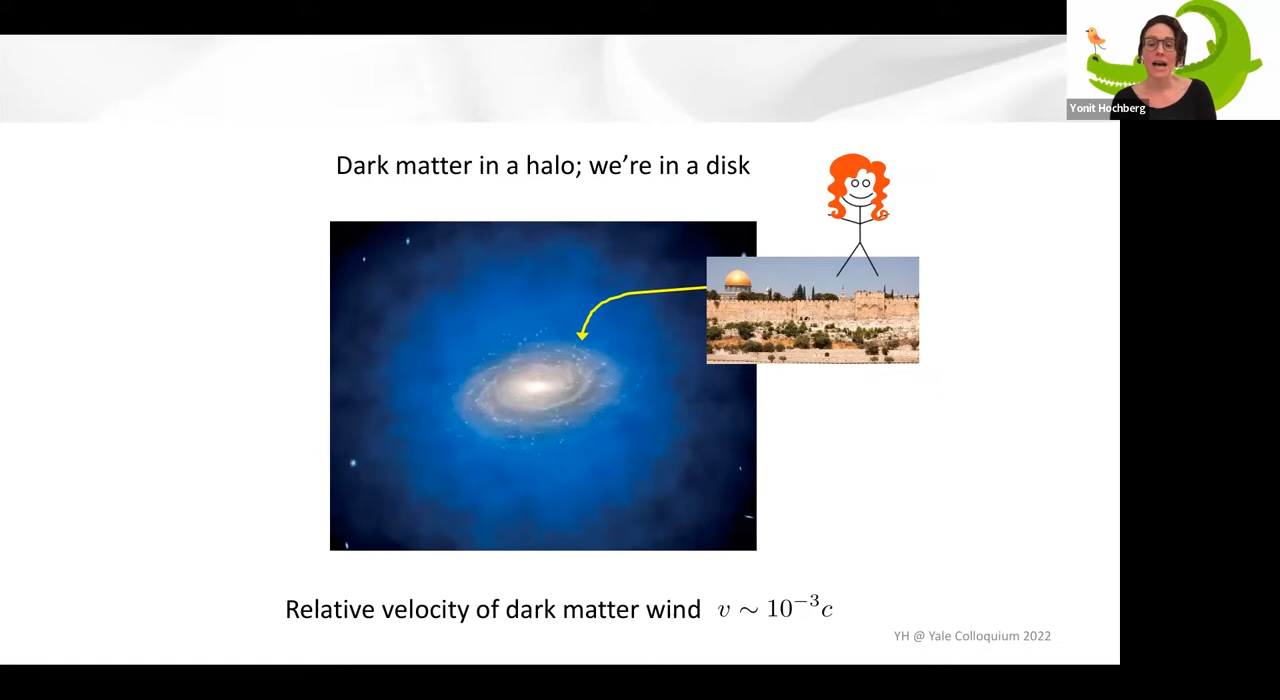 Yonit Hochberg
Dark matter in a halo; we’re in a disk
Relative velocity of dark matter wind v ∼ 10⁻³c
YH @ Yale Colloquium 2022